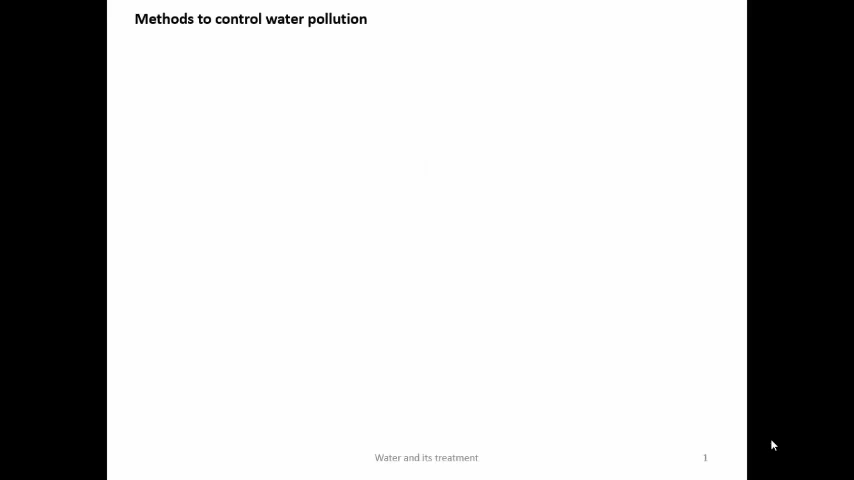 Methods to control water pollution
Water and its treatment
1